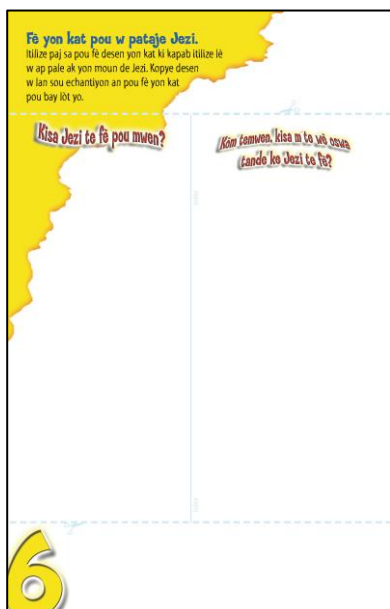 Fè yon kat pou w pataje Jezi.
Itilize paj sa pou fè desen yon kat ki kapab itilize lè
w ap pale ak yon moun de Jezi. Kopye desen
w lan sou echantiyon an pou fè yon kat
pou bay lòt yo.
Kisa Jezi te fè pou mwen?
Kòm temwen, kisa m te wè oswa
tande ke Jezi te fè?
6